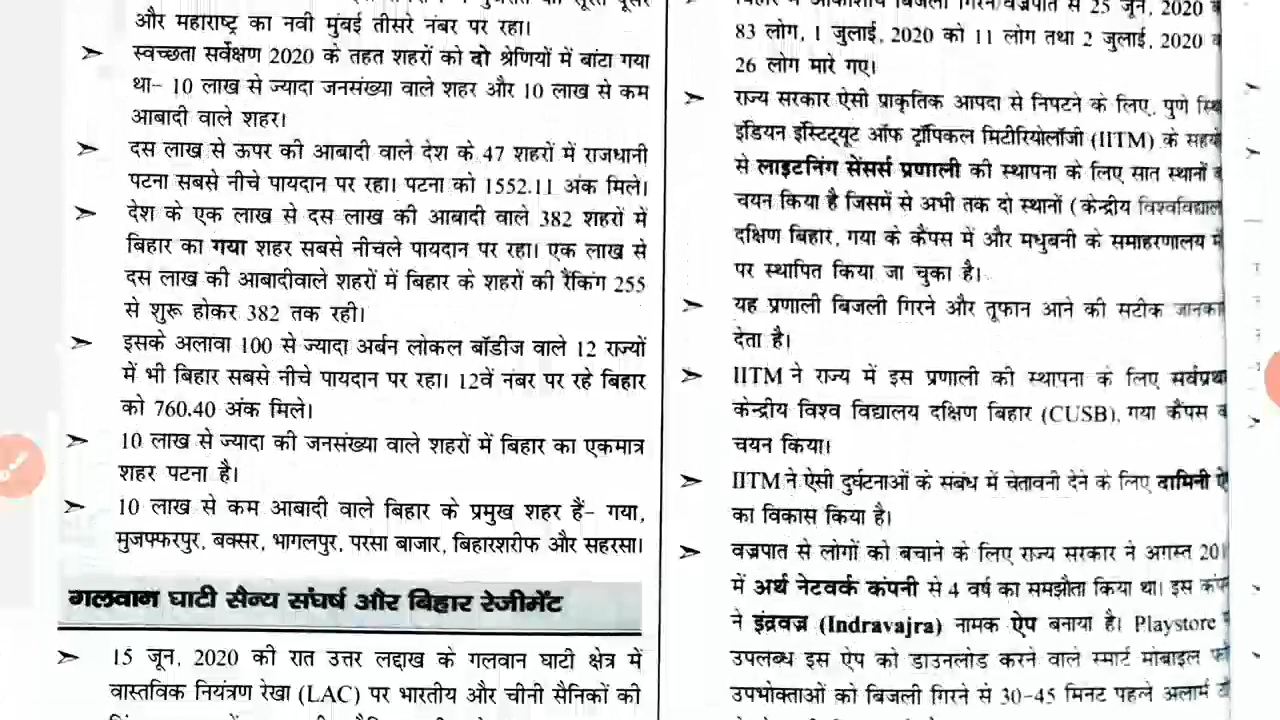 और महाराष्ट्र का नवी मुंबई तीसरे नंबर पर रहा।
➢ स्वच्छता सर्वेक्षण 2020 के तहत शहरों को दो श्रेणियों में बांटा गया
था- 10 लाख से ज्यादा जनसंख्या वाले शहर और 10 लाख से कम
आबादी वाले शहर।
➢ दस लाख से ऊपर की आबादी वाले देश के 47 शहरों में राजधानी
पटना सबसे नीचे पायदान पर रहा। पटना को 1552.11 अंक मिले।
➢ देश के एक लाख से दस लाख की आबादी वाले 382 शहरों में
बिहार का गया शहर सबसे नीचले पायदान पर रहा। एक लाख से
दस लाख की आबादीवाले शहरों में बिहार के शहरों की रैंकिंग 255
से शुरू होकर 382 तक रही।
➢ इसके अलावा 100 से ज्यादा अर्बन लोकल बॉडीज वाले 12 राज्यों
में भी बिहार सबसे नीचे पायदान पर रहा। 12वें नंबर पर रहे बिहार
को 760.40 अंक मिले।
➢ 10 लाख से ज्यादा की जनसंख्या वाले शहरों में बिहार का एकमात्र
शहर पटना है।
➢ 10 लाख से कम आबादी वाले बिहार के प्रमुख शहर हैं- गया,
मुजफ्फरपुर, बक्सर, भागलपुर, परसा बाजार, बिहारशरीफ और सहरसा।
गलवान घाटी सैन्य संघर्ष और बिहार रेजीमेंट
➢ 15 जून, 2020 की रात उत्तर लद्दाख के गलवान घाटी क्षेत्र में
वास्तविक नियंत्रण रेखा (LAC) पर भारतीय और चीनी सैनिकों की
बिहार में आकाशीय बिजली गिरने/वज्रपात से 25 जून, 2020
83 लोग, 1 जुलाई, 2020 को 11 लोग तथा 2 जुलाई, 2020
26 लोग मारे गए।
➢ राज्य सरकार ऐसी प्राकृतिक आपदा से निपटने के लिए, पुणे
इंडियन इंस्टिट्यूट ऑफ ट्रॉपिकल मिटीरियोलॉजी (IITM) के
से लाइटनिंग सेंसर्स प्रणाली की स्थापना के लिए सात स्थानों
चयन किया है जिसमें से अभी तक दो स्थानों (केन्द्रीय
दक्षिण बिहार, गया के कैंपस में और मधुबनी के समाहरणालय
पर स्थापित किया जा चुका है।
➢ यह प्रणाली बिजली गिरने और तूफान आने की सटीक
देता है।
➢ IITM ने राज्य में इस प्रणाली की स्थापना के लिए
केन्द्रीय विश्व विद्यालय दक्षिण बिहार (CUSB), गया कैंपस
चयन किया।
➢ IITM ने ऐसी दुर्घटनाओं के संबंध में चेतावनी देने के लिए दामिनी
का विकास किया है।
➢ वज्रपात से लोगों को बचाने के लिए राज्य सरकार ने अगस्त
में अर्थ नेटवर्क कंपनी से 4 वर्ष का समझौता किया था। इस
ने इंद्रवज्र (Indravajra) नामक ऐप बनाया है। Playstore
उपलब्ध इस ऐप को डाउनलोड करने वाले स्मार्ट मोबाइल
उपभोक्ताओं को बिजली गिरने से 30-45 मिनट पहले अलार्म